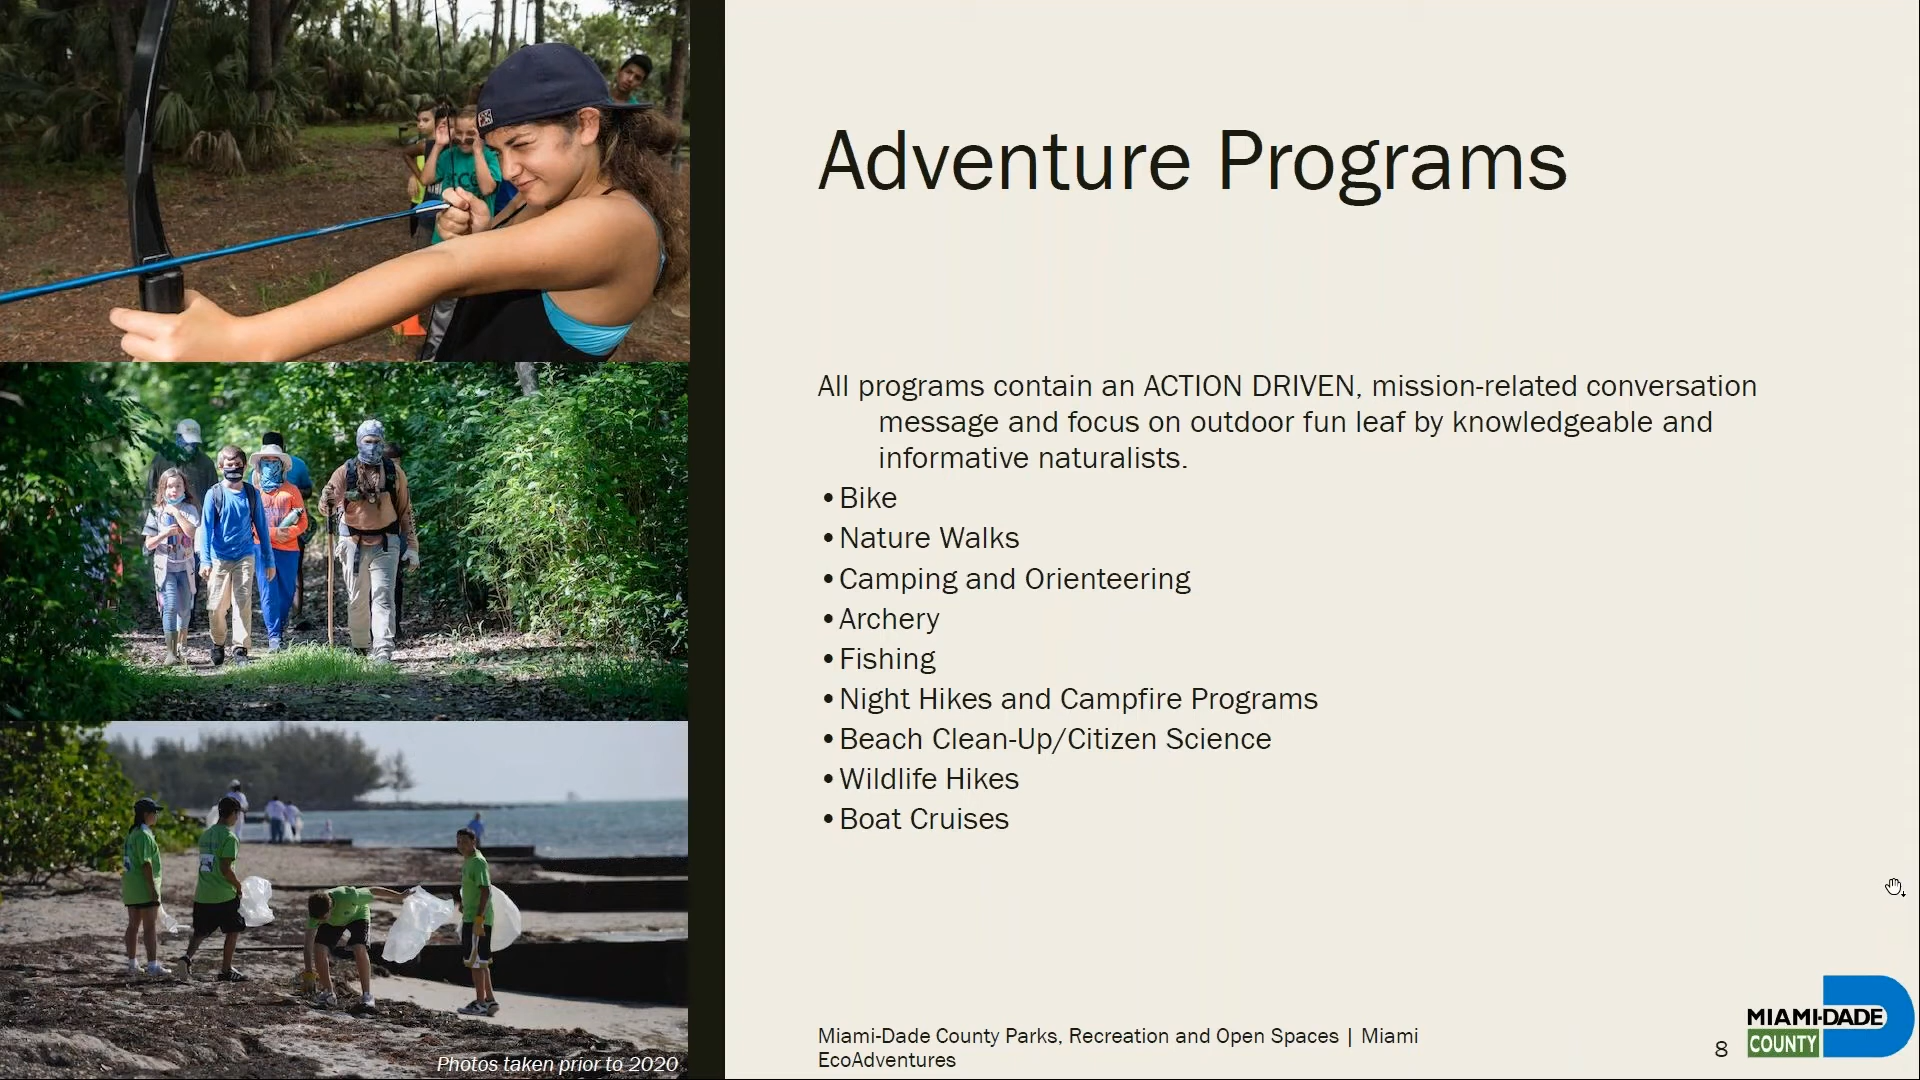 Adventure Programs
All programs contain an ACTION DRIVEN, mission-related conversation
message and focus on outdoor fun leaf by knowledgeable and
informative naturalists.
•Bike
•Nature Walks
•Camping and Orienteering
•Archery
•Fishing
•Night Hikes and Campfire Programs
•Beach Clean-Up/Citizen Science
•Wildlife Hikes
•Boat Cruises
Photos taken prior to 2020
Miami-Dade County Parks, Recreation and Open Spaces | Miami
EcoAdventures
8
MIAMI-DADE
COUNTY